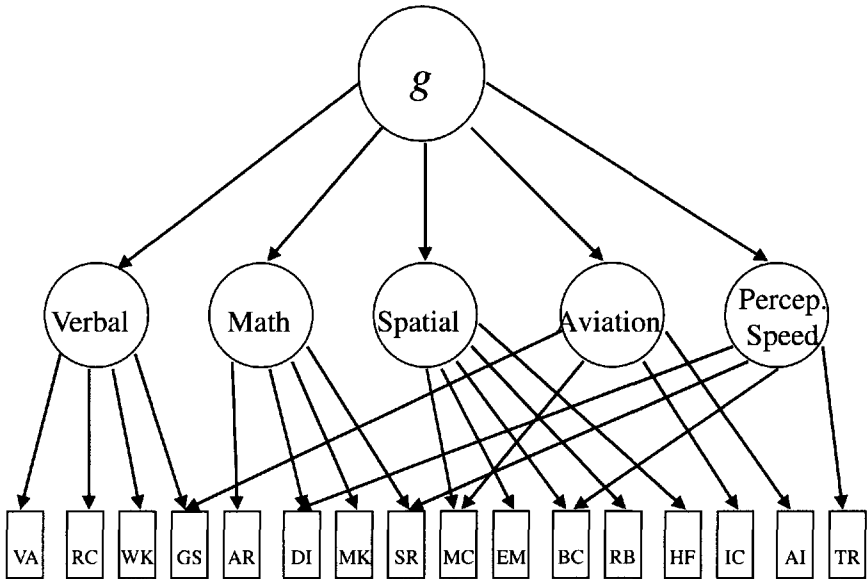 g
Verbal
Math
Spatial
Aviation
Percep.
Speed
VA
RC
WK
GS
AR
DI
MK
SR
MC
EM
BC
RB
HF
IC
AI
TR